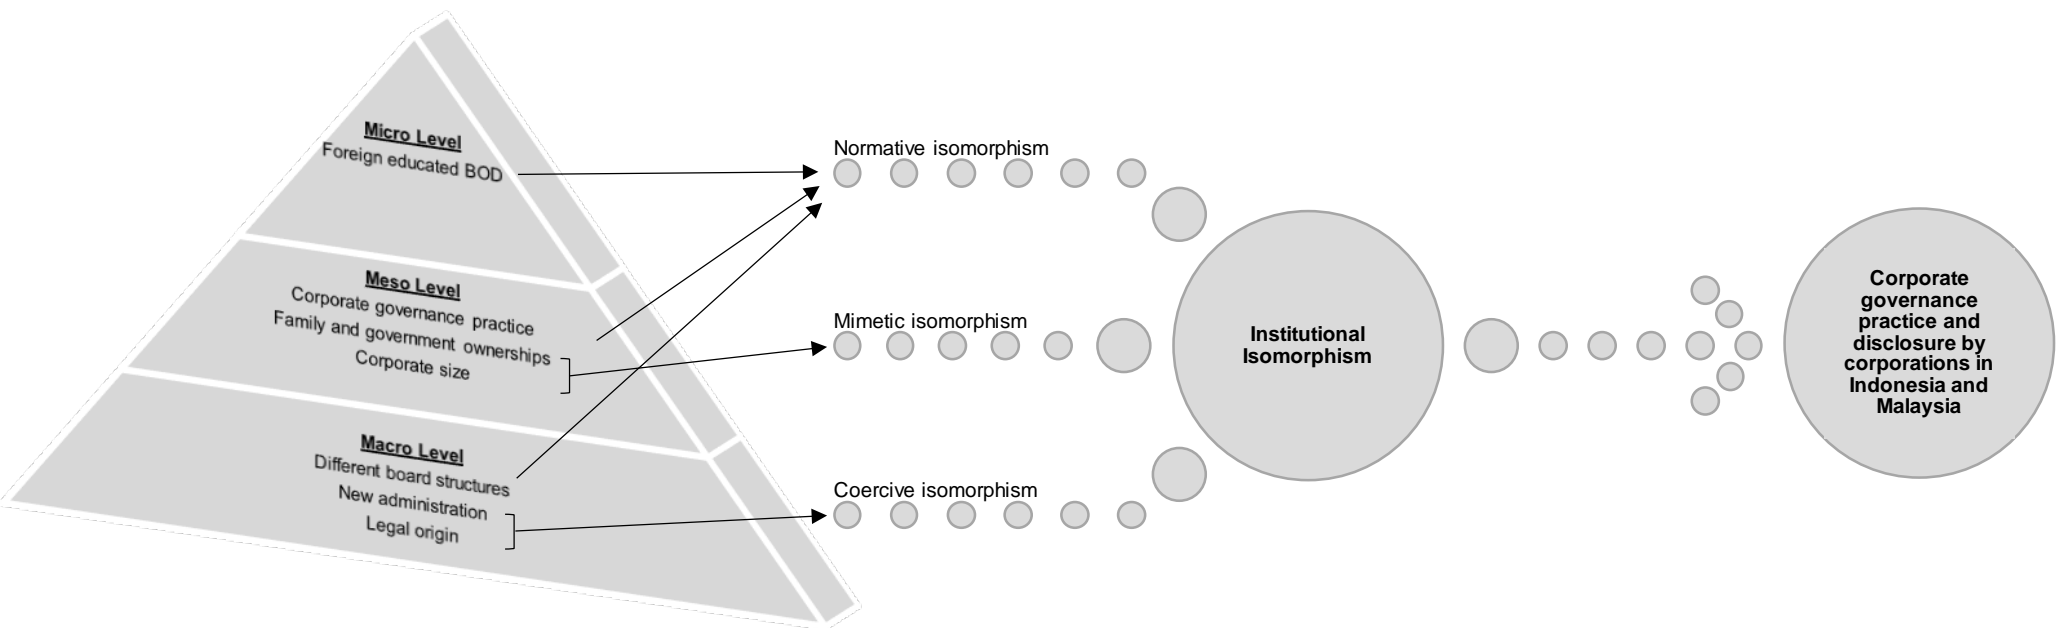 Micro Level
Foreign educated BOD
Meso Level
Corporate governance practice
Family and government ownerships
Corporate size
Macro Level
Different board structures
New administration
Legal origin
Normative isomorphism
Mimetic isomorphism
Coercive isomorphism
Institutional
Isomorphism
Corporate
governance
practice and
disclosure by
corporations in
Indonesia and
Malaysia